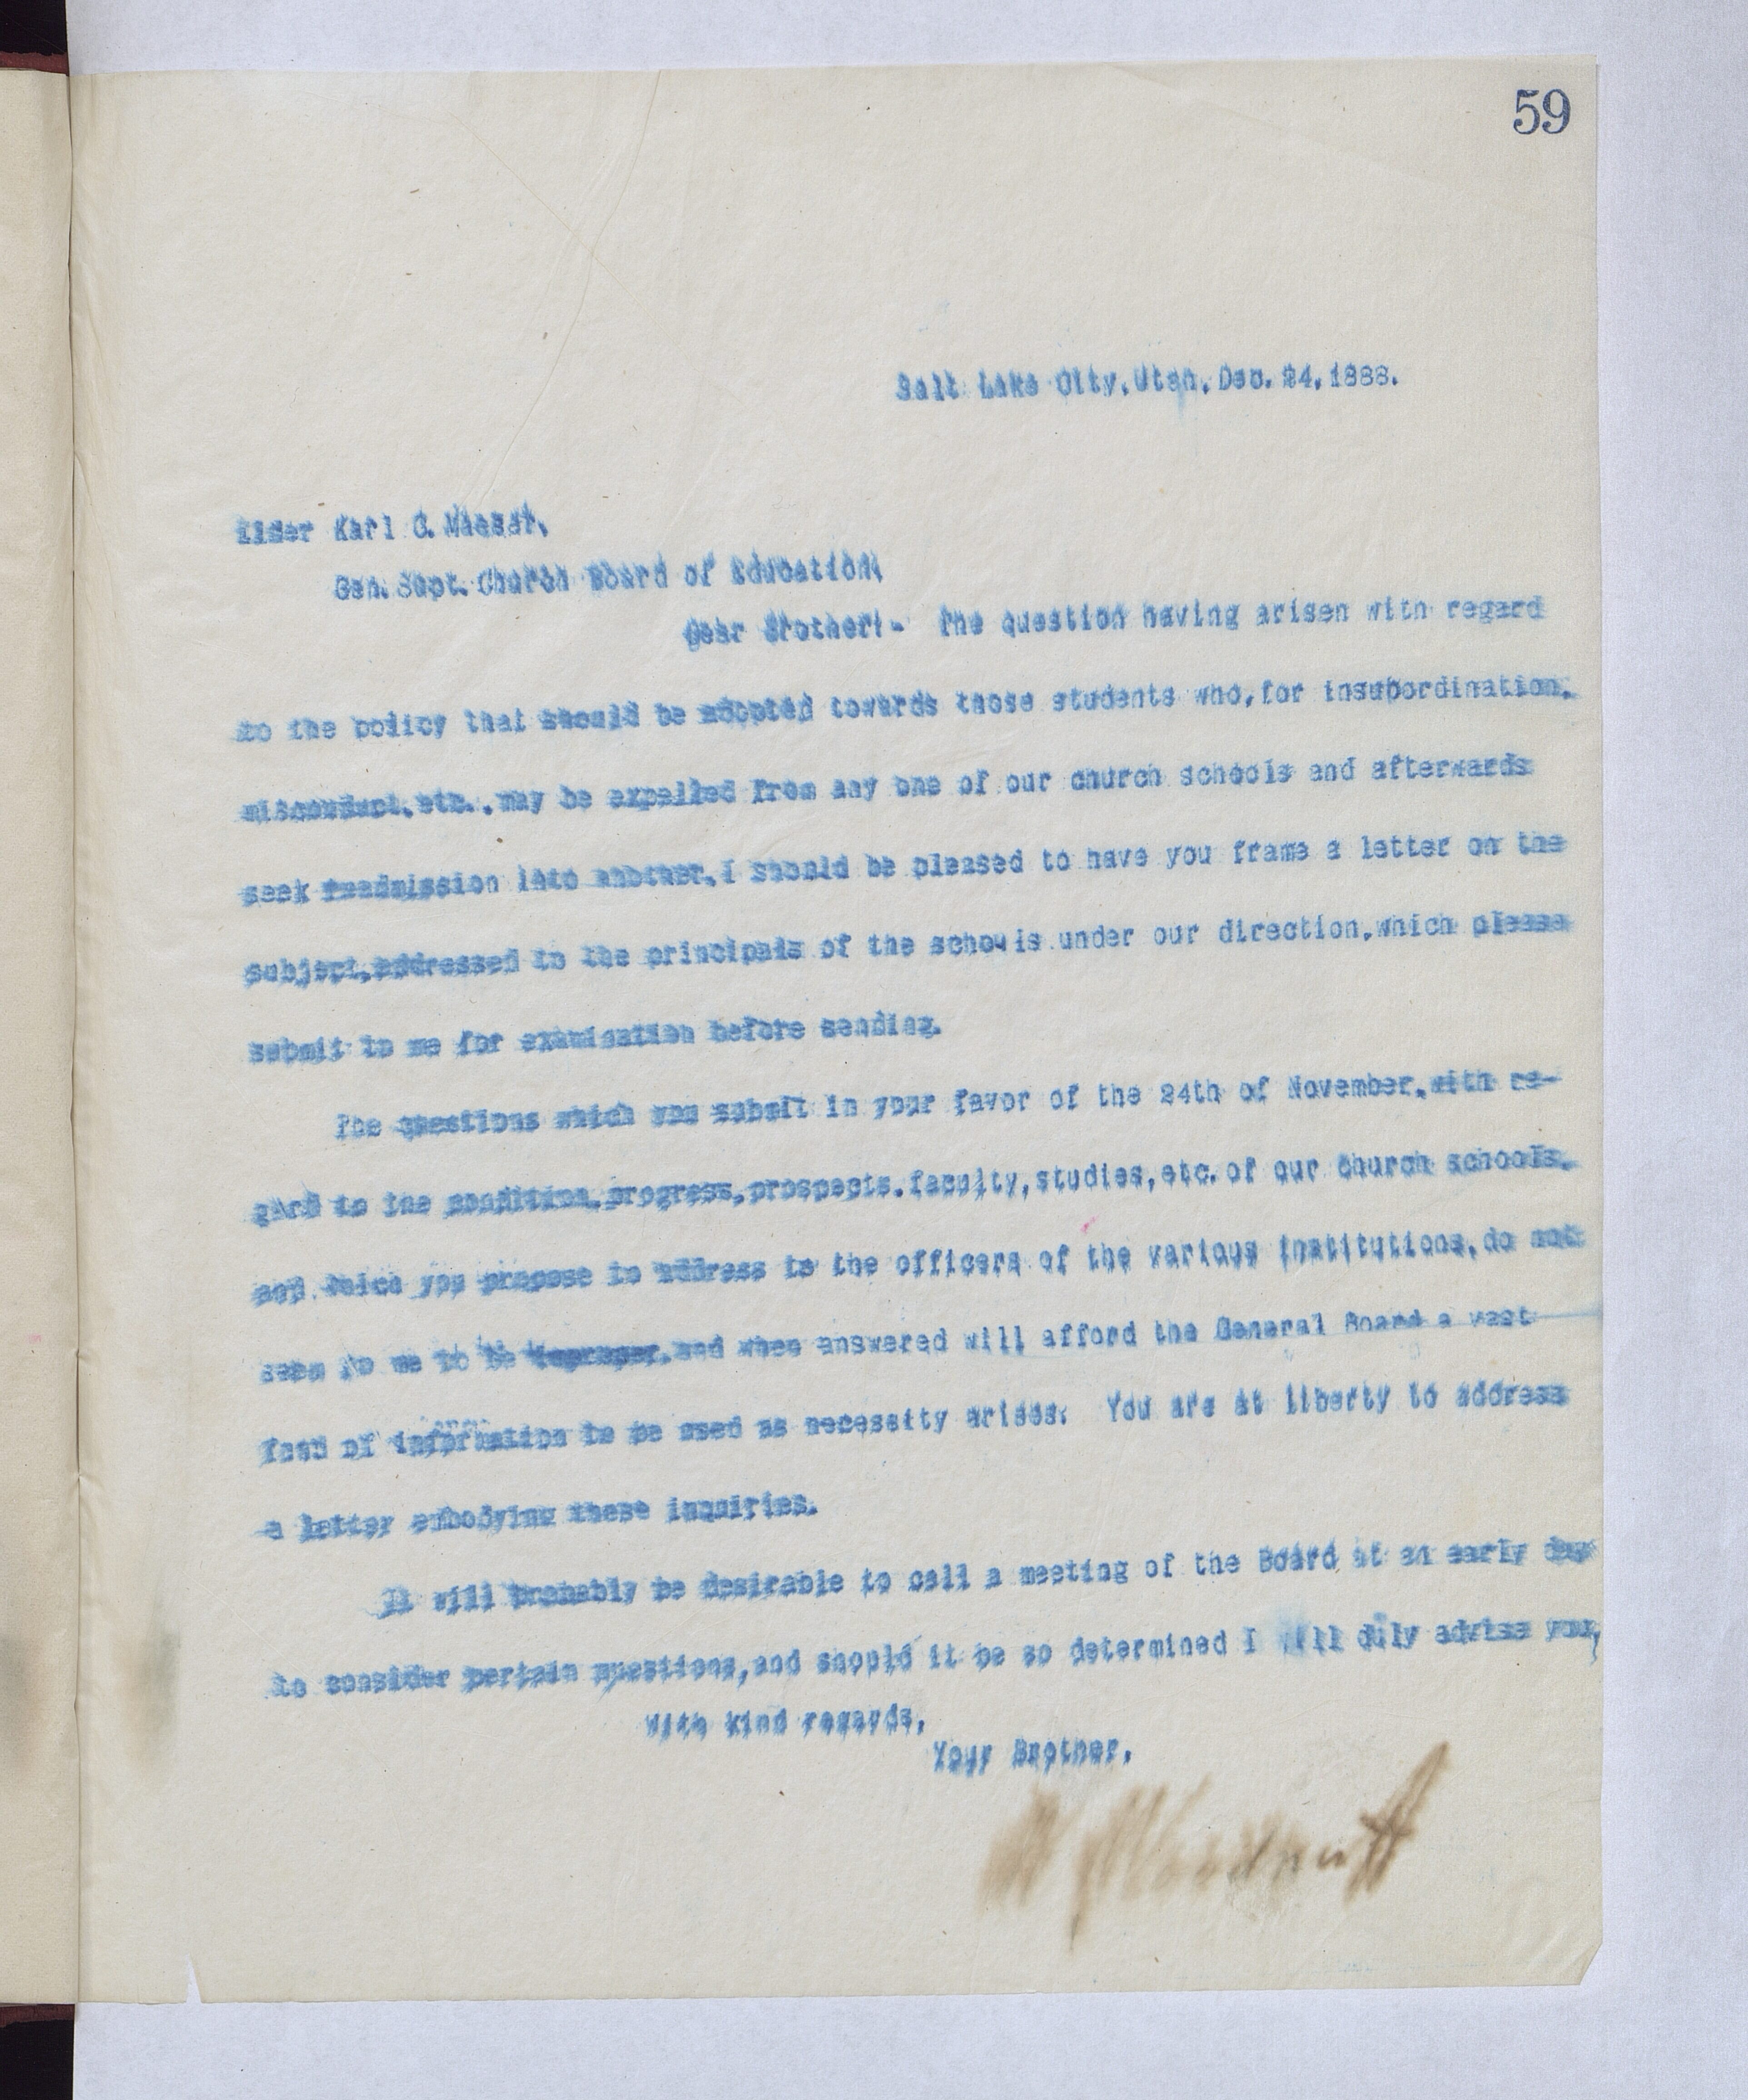 59
Salt Lake City, Utah, Dec. 24, 1888.
Elder Karl G. Maeser,
Gen. Supt. Church Board of Education,
Dear Brother:- The question having arisen with regard
to the policy that should be adopted towards those students who, for insubordination,
misconduct, etc., may be expelled from any one of our church schools and afterwards
seek readmission into another, I should be pleased to have you frame a letter on the
subject, addressed to the principals of the schools under our direction, which please
submit to me for examination before sending.
The questions which you submit in your favor of the 24th of November, with re-
gard to the condition, progress, prospects, faculty, studies, etc. of our church schools,
and which you propose to address to the officers of the various institutions, do not
seem to me to be improper, and when answered will afford the General Board a vast
fund of information to be used as necessity arises. You are at liberty to address
a letter embodying these inquiries.
It will probably be desirable to call a meeting of the Board at an early day
to consider certain questions, and should it be so determined I will duly advise you,
With kind regards,
Your Brother,
W Woodruff